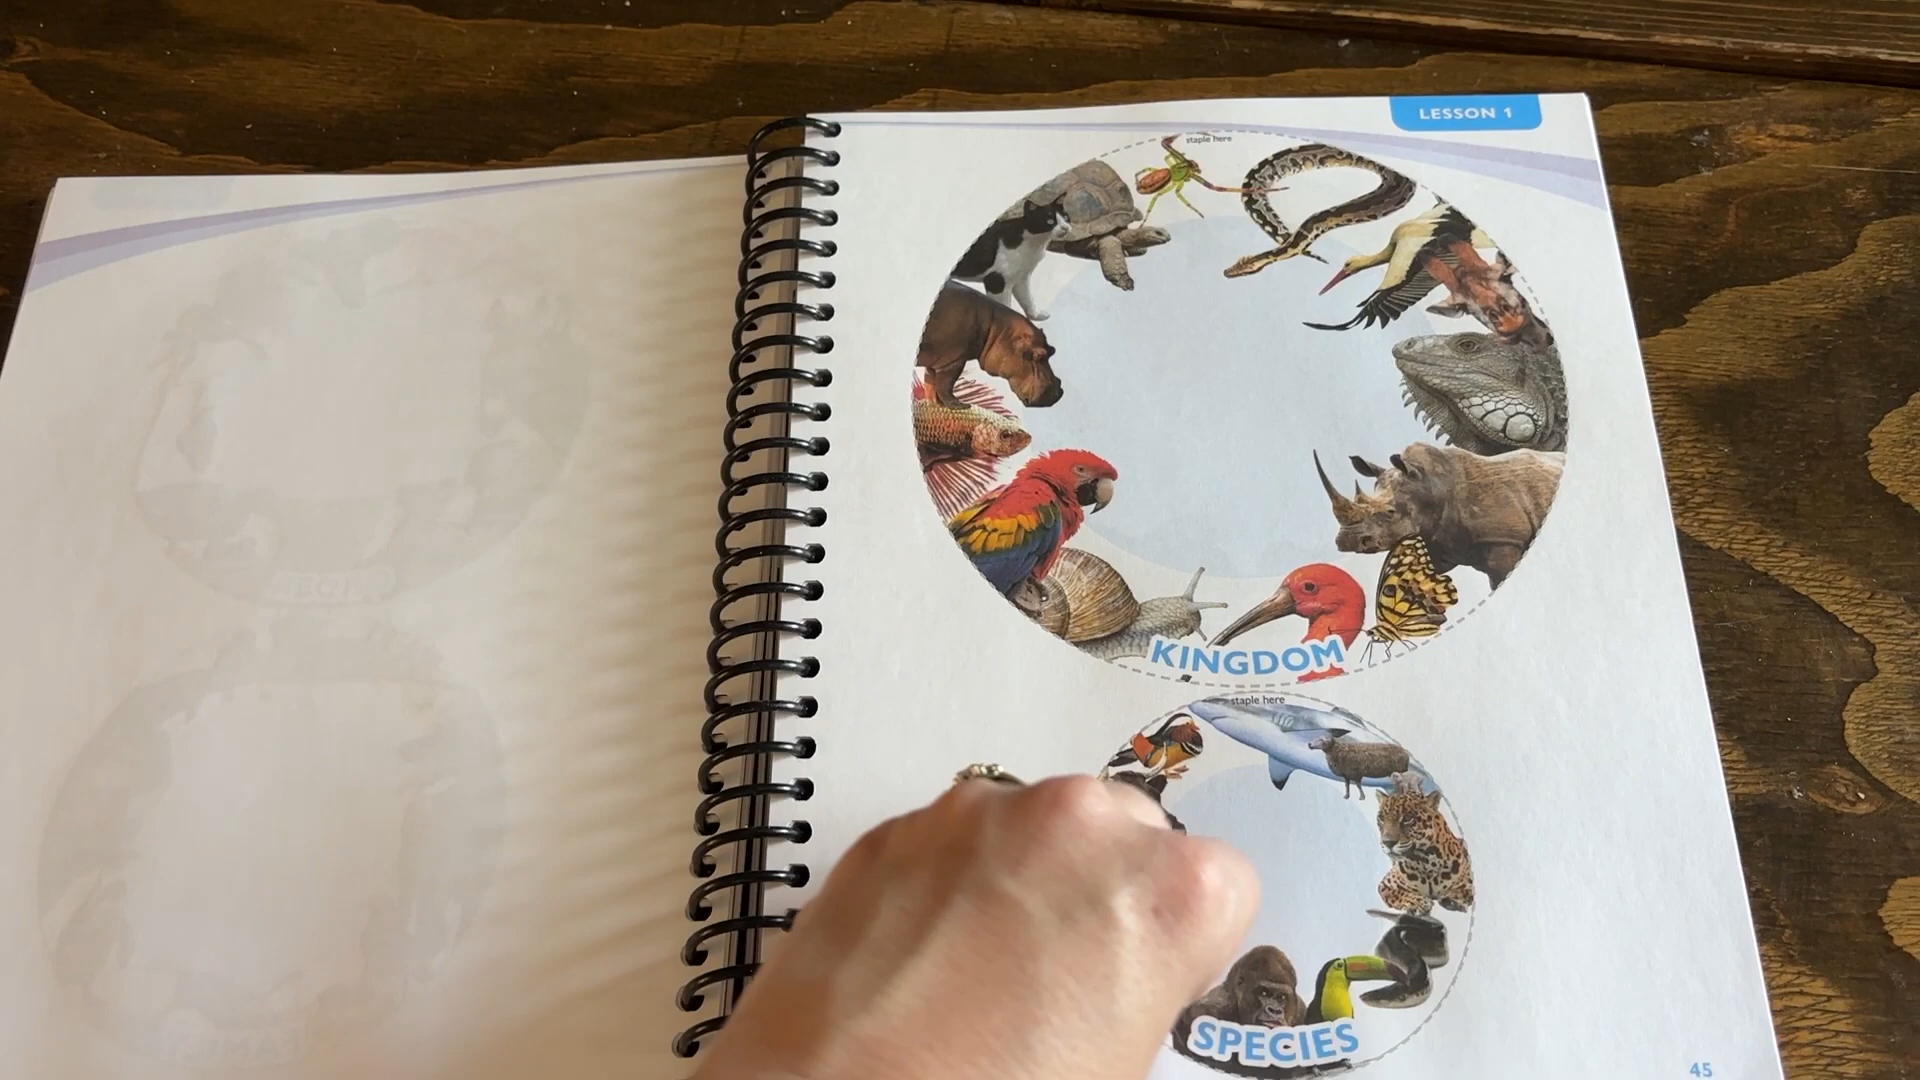 LESSON 1
staple here
KINGDOM
staple here
SPECIES
45